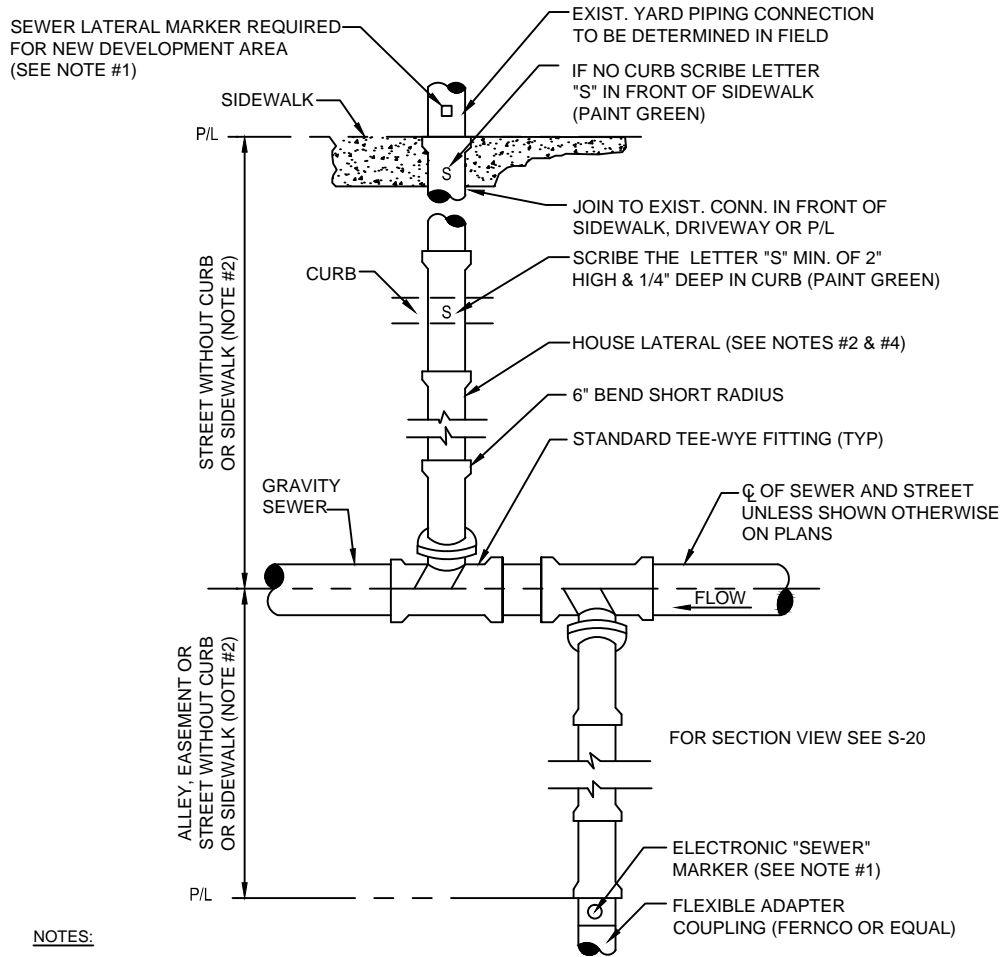 SEWER LATERAL MARKER REQUIRED
FOR NEW DEVELOPMENT AREA
(SEE NOTE #1)
EXIST. YARD PIPING CONNECTION
TO BE DETERMINED IN FIELD
IF NO CURB SCRIBE LETTER
"S" IN FRONT OF SIDEWALK
(PAINT GREEN)
SIDEWALK
P/L
S
JOIN TO EXIST. CONN. IN FRONT OF
SIDEWALK, DRIVEWAY OR P/L
SCRIBE THE LETTER "S" MIN. OF 2"
HIGH & 1/4" DEEP IN CURB (PAINT GREEN)
CURB
S
STREET WITHOUT CURB
OR SIDEWALK (NOTE #2)
HOUSE LATERAL (SEE NOTES #2 & #4)
6" BEND SHORT RADIUS
STANDARD TEE-WYE FITTING (TYP)
GRAVITY
SEWER
℄ OF SEWER AND STREET
UNLESS SHOWN OTHERWISE
ON PLANS
FLOW
ALLEY, EASEMENT OR
STREET WITHOUT CURB
OR SIDEWALK (NOTE #2)
FOR SECTION VIEW SEE S-20
ELECTRONIC "SEWER"
MARKER (SEE NOTE #1)
P/L
FLEXIBLE ADAPTER
COUPLING (FERNCO OR EQUAL)
NOTES: